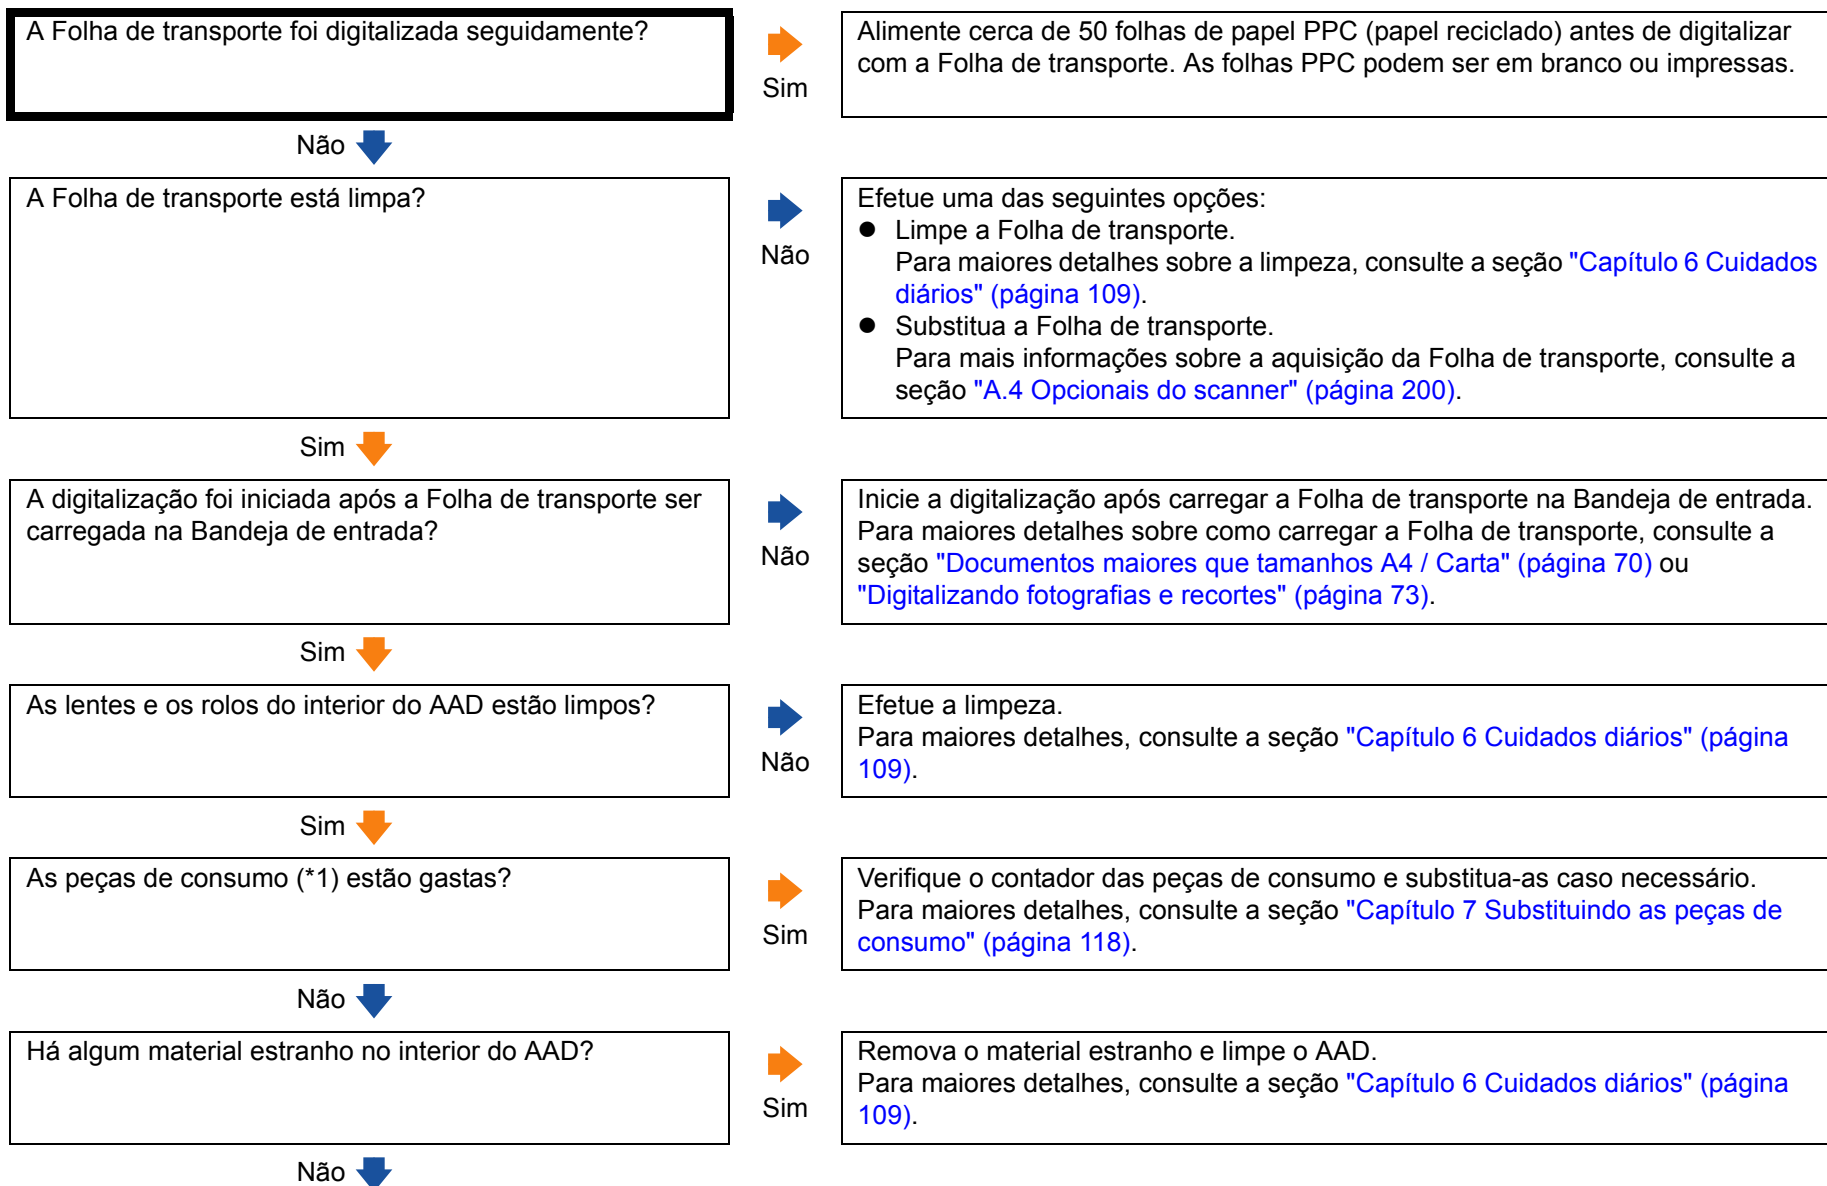 A Folha de transporte foi digitalizada seguidamente?
Sim
Alimente cerca de 50 folhas de papel PPC (papel reciclado) antes de digitalizar
com a Folha de transporte. As folhas PPC podem ser em branco ou impressas.
Não
A Folha de transporte está limpa?
Não
Efetue uma das seguintes opções:
● Limpe a Folha de transporte.
Para maiores detalhes sobre a limpeza, consulte a seção "Capítulo 6 Cuidados
diários" (página 109).
● Substitua a Folha de transporte.
Para mais informações sobre a aquisição da Folha de transporte, consulte a
seção "A.4 Opcionais do scanner" (página 200).
Sim
A digitalização foi iniciada após a Folha de transporte ser
carregada na Bandeja de entrada?
Não
Inicie a digitalização após carregar a Folha de transporte na Bandeja de entrada.
Para maiores detalhes sobre como carregar a Folha de transporte, consulte a
seção "Documentos maiores que tamanhos A4 / Carta" (página 70) ou
"Digitalizando fotografias e recortes" (página 73).
Sim
As lentes e os rolos do interior do AAD estão limpos?
Não
Efetue a limpeza.
Para maiores detalhes, consulte a seção "Capítulo 6 Cuidados diários" (página
109).
Sim
As peças de consumo (*1) estão gastas?
Sim
Verifique o contador das peças de consumo e substitua-as caso necessário.
Para maiores detalhes, consulte a seção "Capítulo 7 Substituindo as peças de
consumo" (página 118).
Não
Há algum material estranho no interior do AAD?
Sim
Remova o material estranho e limpe o AAD.
Para maiores detalhes, consulte a seção "Capítulo 6 Cuidados diários" (página
109).
Não